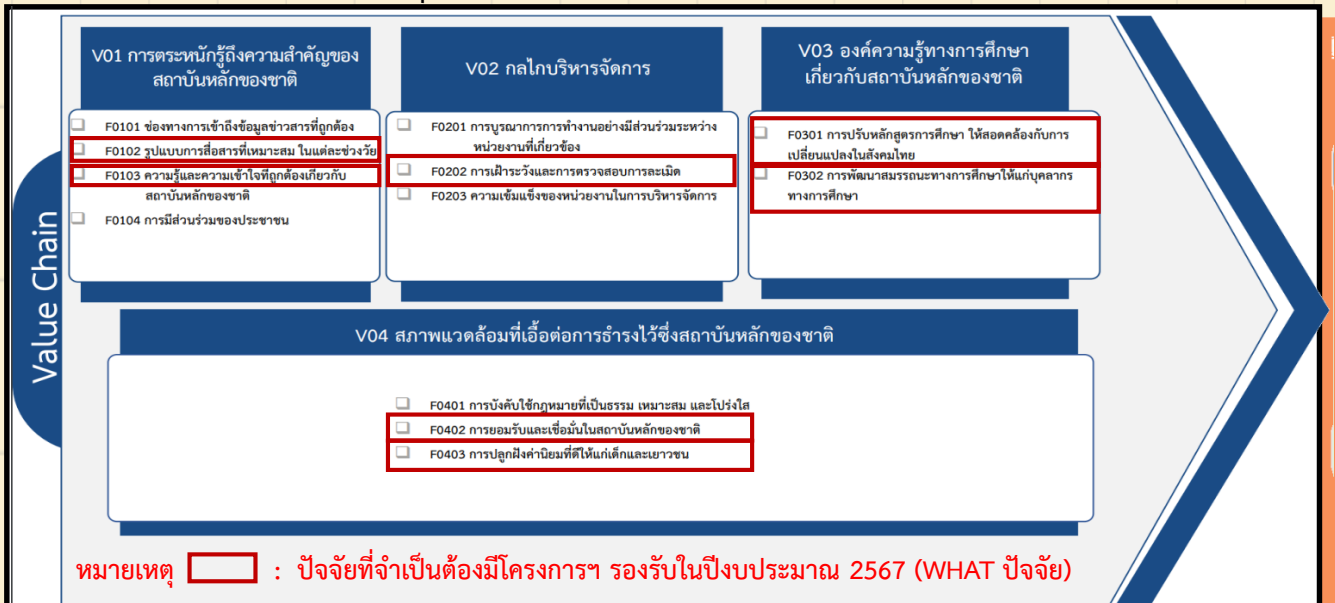 V01 การตระหนักรู้ถึงความสำคัญของ
สถาบันหลักของชาติ
F0101 ช่องทางการเข้าถึงข้อมูลข่าวสารที่ถูกต้อง
F0102 รูปแบบการสื่อสารที่เหมาะสม ในแต่ละช่วงวัย
F0103 ความรู้และความเข้าใจที่ถูกต้องเกี่ยวกับ
สถาบันหลักของชาติ
F0104 การมีส่วนร่วมของประชาชน
V02 กลไกบริหารจัดการ
F0201 การบูรณาการการทำงานอย่างมีส่วนร่วมระหว่าง
หน่วยงานที่เกี่ยวข้อง
F0202 การเฝ้าระวังและการตรวจสอบการละเมิด
F0203 ความเข้มแข็งของหน่วยงานในการบริหารจัดการ
V03 องค์ความรู้ทางการศึกษา
เกี่ยวกับสถาบันหลักของชาติ
F0301 การปรับหลักสูตรการศึกษา ให้สอดคล้องกับการ
เปลี่ยนแปลงในสังคมไทย
F0302 การพัฒนาสมรรถนะทางการศึกษาให้แก่บุคลากร
ทางการศึกษา
Value Chain
V04 สภาพแวดล้อมที่เอื้อต่อการธำรงไว้ซึ่งสถาบันหลักของชาติ
F0401 การบังคับใช้กฎหมายที่เป็นธรรม เหมาะสม และโปร่งใส
F0402 การยอมรับและเชื่อมั่นในสถาบันหลักของชาติ
F0403 การปลูกฝังค่านิยมที่ดีให้แก่เด็กและเยาวชน
หมายเหตุ : ปัจจัยที่จำเป็นต้องมีโครงการฯ รองรับในปีงบประมาณ 2567 (WHAT ปัจจัย)